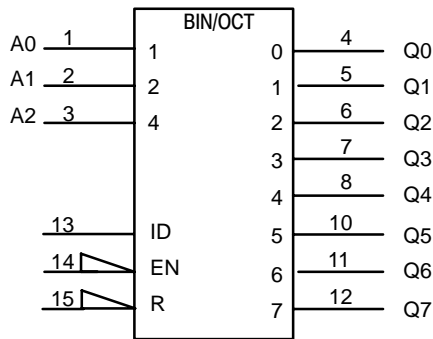 BIN/OCT
A0 1 1 0 4 Q0
A1 2 2 1 5 Q1
A2 3 4 2 6 Q2
3 7 Q3
4 8 Q4
13 ID 5 10 Q5
14 EN 6 11 Q6
15 R 7 12 Q7